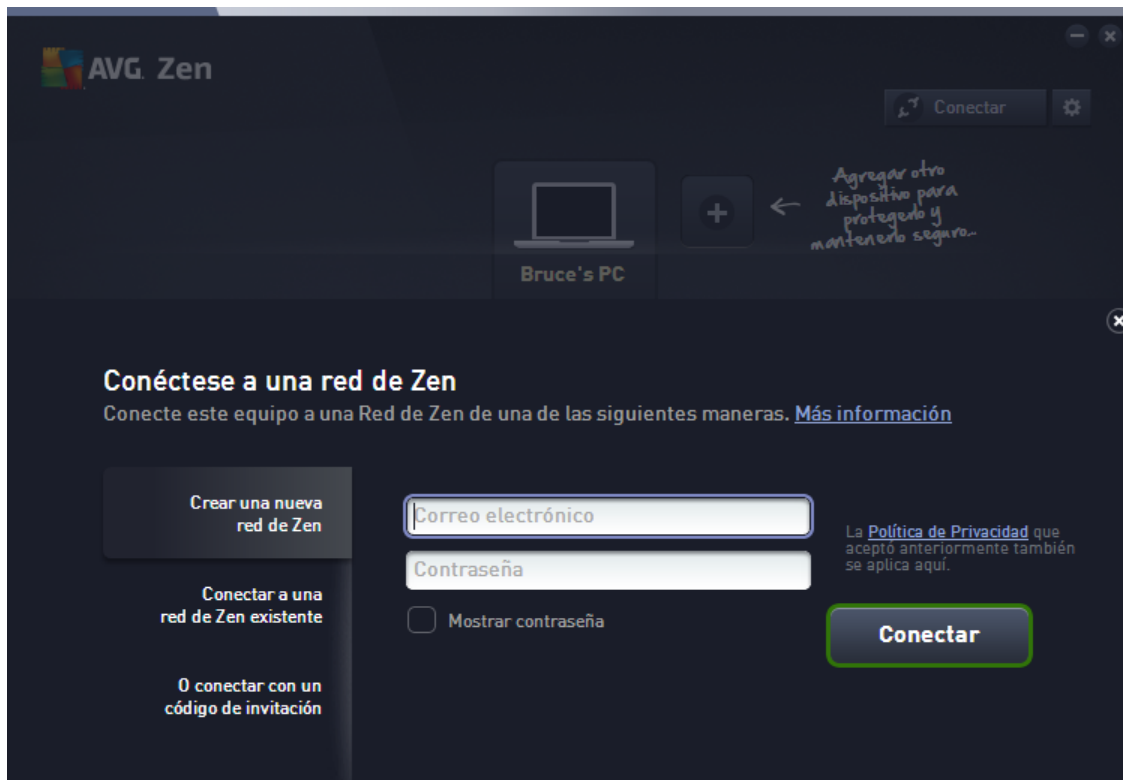 AVG. Zen
Conectar
Agregar otro
dispositivo para
protegerlo y
mantenerlo seguro...
Bruce's PC
Conéctese a una red de Zen
Conecte este equipo a una Red de Zen de una de las siguientes maneras. Más información
Crear una nueva
red de Zen
Correo electrónico
Contraseña
Mostrar contraseña
La Política de Privacidad que
aceptó anteriormente también
se aplica aquí.
Conectar
Conectar a una
red de Zen existente
O conectar con un
código de invitación